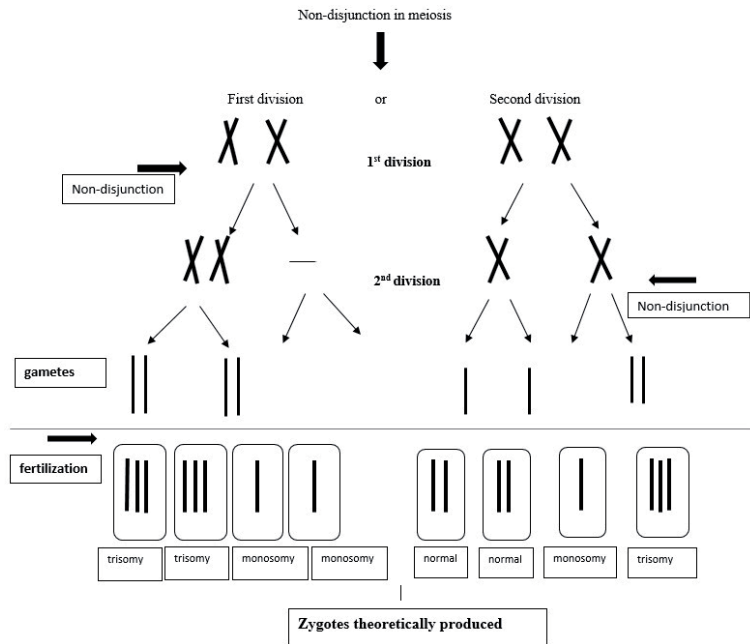 Non-disjunction in meiosis
First division or Second division
1st division
Non-disjunction
2nd division
Non-disjunction
gametes
fertilization
trisomy trisomy monosomy monosomy normal normal monosomy trisomy
Zygotes theoretically produced